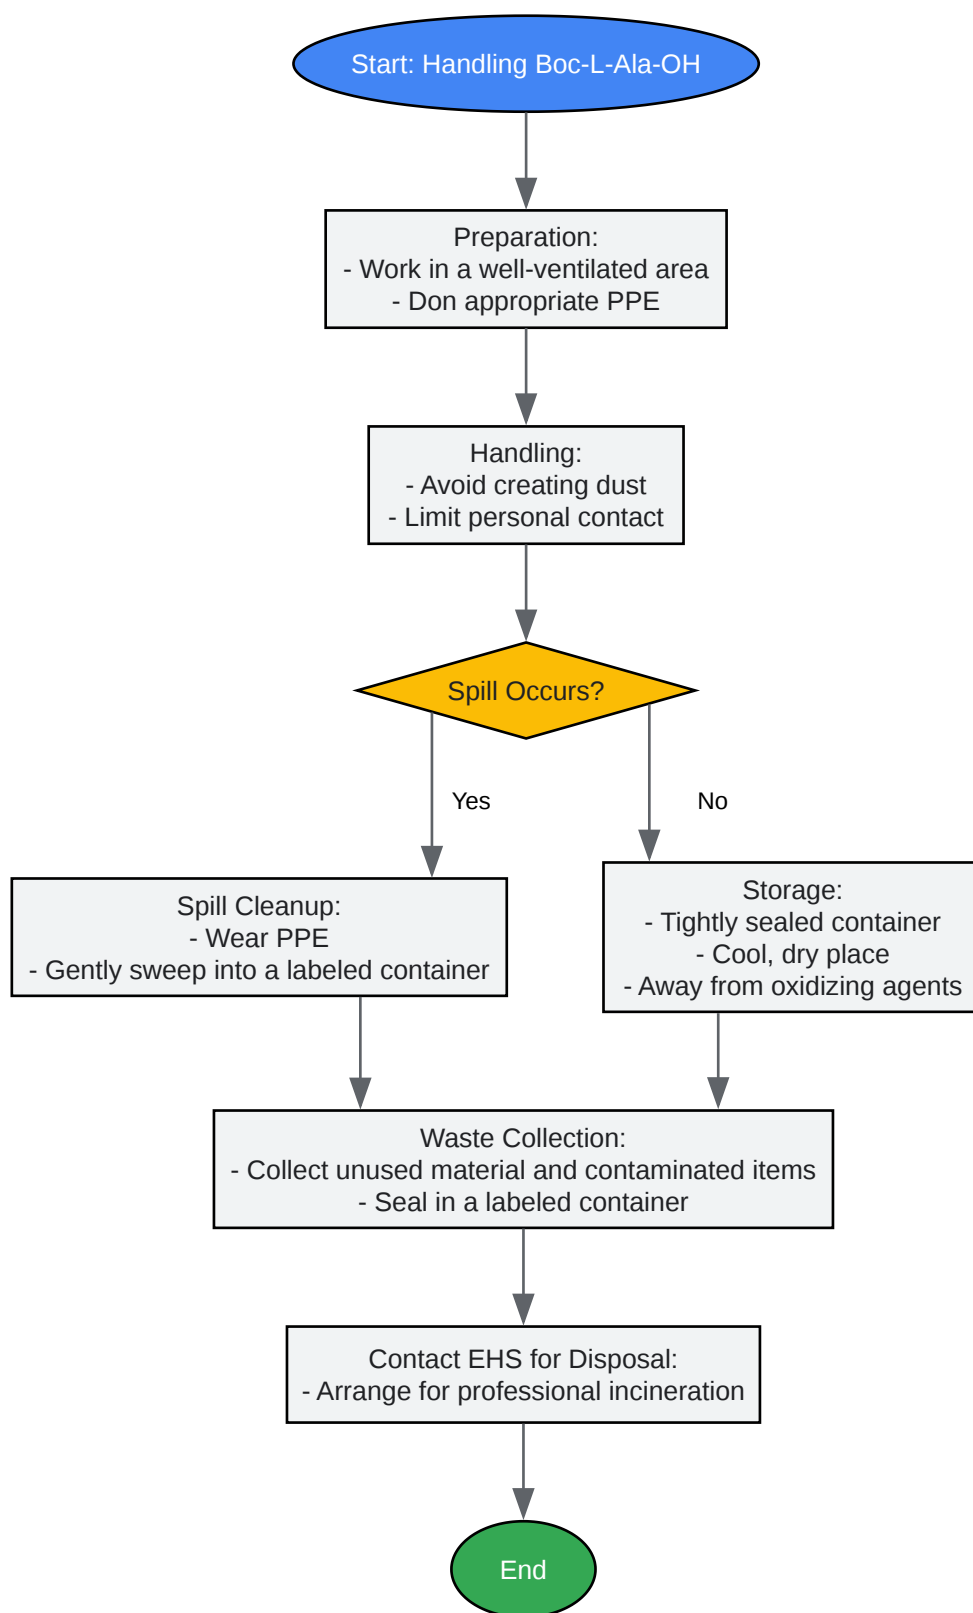 Start: Handling Boc-L-Ala-OH
Preparation:
- Work in a well-ventilated area
- Don appropriate PPE
Handling:
- Avoid creating dust
- Limit personal contact
Spill Occurs?
Yes
No
Spill Cleanup:
- Wear PPE
- Gently sweep into a labeled container
Storage:
- Tightly sealed container
- Cool, dry place
- Away from oxidizing agents
Waste Collection:
- Collect unused material and contaminated items
- Seal in a labeled container
Contact EHS for Disposal:
- Arrange for professional incineration
End